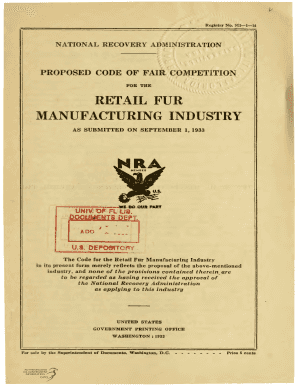 Register No. 
NATIONAL RECOVERY ADMINISTRATION
PROPOSED CODE OF FAIR COMPETITION
FOR THE
RETAIL FUR
MANUFACTURING INDUSTRY
AS SUBMITTED ON SEPTEMBER 1, 1933
NRA
MEMBER
U.S.
WE DO OUR PART
UNIV. OF FL LIB.
DOCUMENTS DEPT.
U.S. DEPOSITORY
The Code for the Retail Fur Manufacturing Industry
in its present form merely reflects the proposal of the above-mentioned
industry, and none of the provisions contained therein are
to be regarded as having received the approval of
the National Recovery Administration
as applying to this industry
UNITED STATES
GOVERNMENT PRINTING OFFICE
WASHINGTON : 1933
For sale by the Superintendent of Documents, Washington, D.C. - - - - - - - Price 5 cents